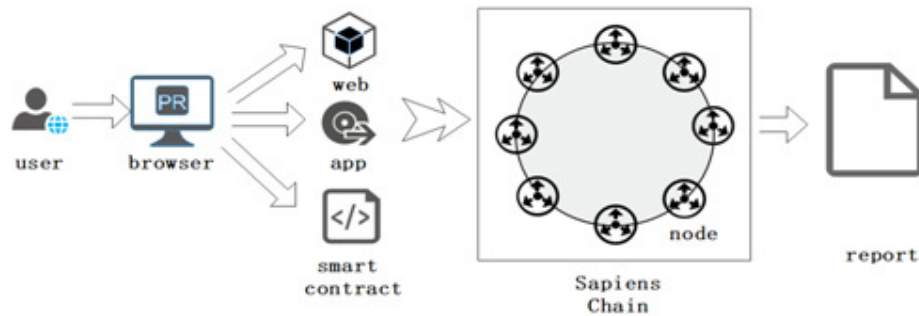 PR
web
user
browser
app
node
smart
contract
report
Sapiens
Chain